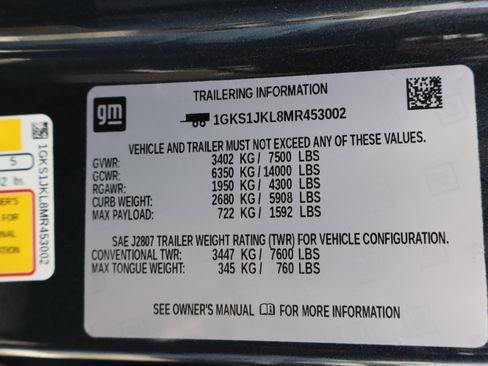 TRAILERING INFORMATION
gm
1GKS1JKL8MR453002
VEHICLE AND TRAILER MUST NOT EXCEED ANY OF THESE VALUES.
GVWR: 3402 KG / 7500 LBS
GCWR: 6350 KG / 14000 LBS
RGAWR: 1950 KG / 4300 LBS
CURB WEIGHT: 2680 KG / 5908 LBS
MAX PAYLOAD: 722 KG / 1592 LBS
SAE J2807 TRAILER WEIGHT RATING (TWR) FOR VEHICLE CONFIGURATION.
CONVENTIONAL TWR: 3447 KG / 7600 LBS
MAX TONGUE WEIGHT: 345 KG / 760 LBS
SEE OWNER'S MANUAL FOR MORE INFORMATION
5
lbs.
FOR
1GKS1JKL8MR453002